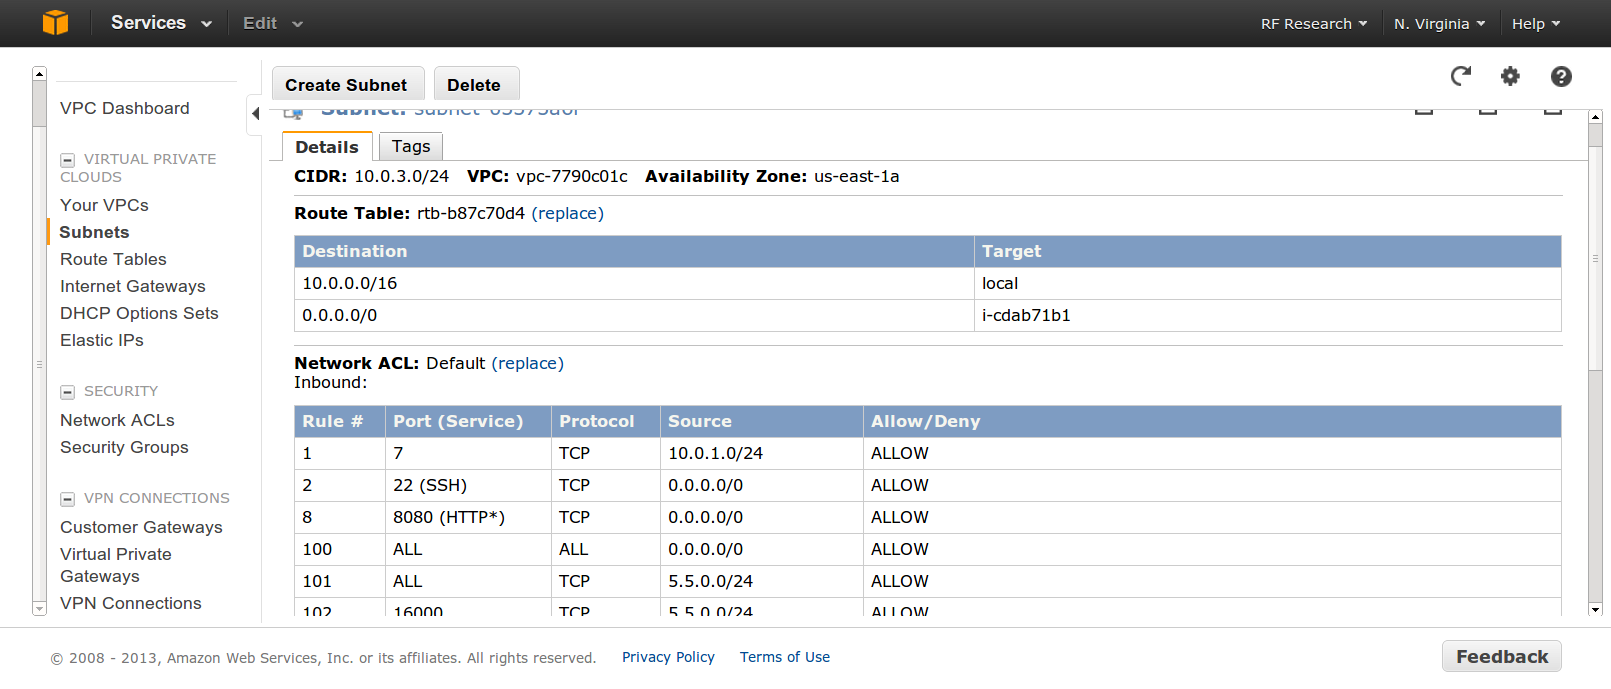 Services Edit RF Research N. Virginia Help
Create Subnet Delete
Subnet:
VPC Dashboard
VIRTUAL PRIVATE
CLOUDS
Your VPCs
Subnets
Route Tables
Internet Gateways
DHCP Options Sets
Elastic IPs
SECURITY
Network ACLs
Security Groups
VPN CONNECTIONS
Customer Gateways
Virtual Private
Gateways
VPN Connections
Details Tags
CIDR: 10.0.3.0/24 VPC: vpc-7790c01c Availability Zone: us-east-1a
Route Table: rtb-b87c70d4 (replace)
Destination Target
10.0.0.0/16 local
0.0.0.0/0 i-cdab71b1
Network ACL: Default (replace)
Inbound:
Rule # Port (Service) Protocol Source Allow/Deny
1 7 TCP 10.0.1.0/24 ALLOW
2 22 (SSH) TCP 0.0.0.0/0 ALLOW
8 8080 (HTTP*) TCP 0.0.0.0/0 ALLOW
100 ALL ALL 0.0.0.0/0 ALLOW
101 ALL TCP 5.5.0.0/24 ALLOW
102 16000 TCP 5.5.0.0/24 ALLOW
© 2008 - 2013, Amazon Web Services, Inc. or its affiliates. All rights reserved. Privacy Policy Terms of Use Feedback